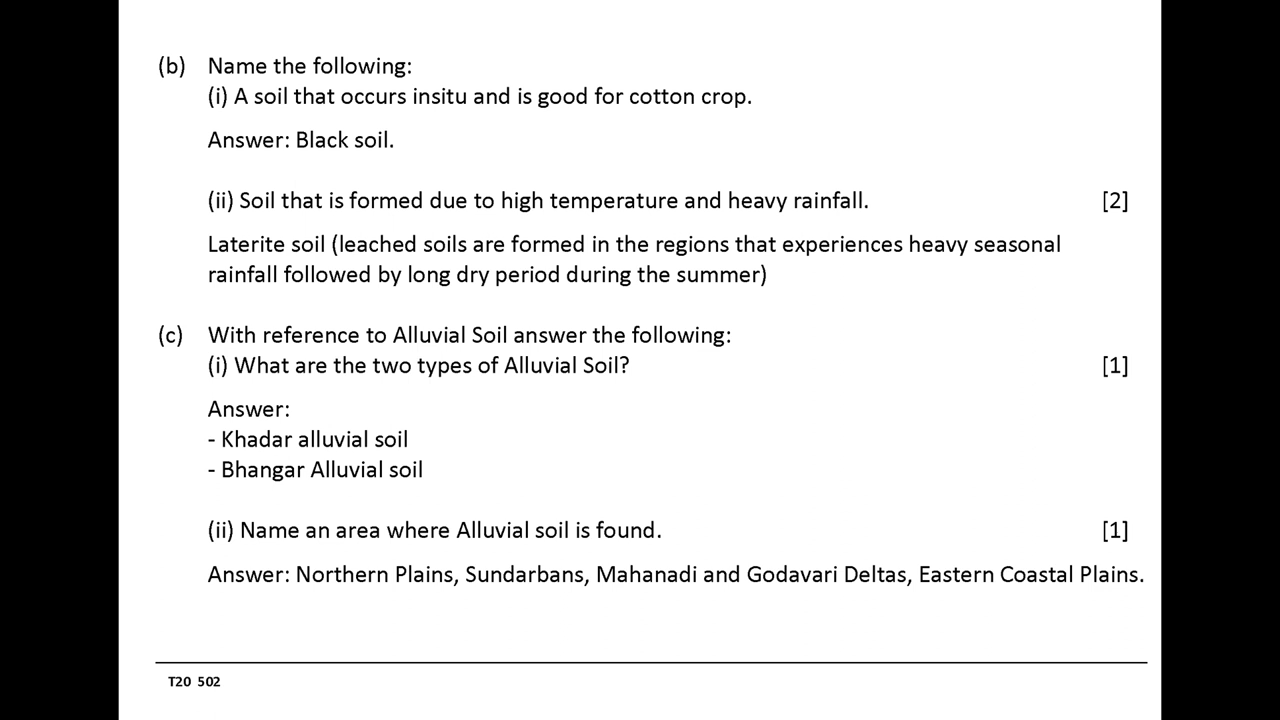 (b) Name the following:
(i) A soil that occurs insitu and is good for cotton crop.
Answer: Black soil.
(ii) Soil that is formed due to high temperature and heavy rainfall. [2]
Laterite soil (leached soils are formed in the regions that experiences heavy seasonal
rainfall followed by long dry period during the summer)
(c) With reference to Alluvial Soil answer the following:
(i) What are the two types of Alluvial Soil? [1]
Answer:
- Khadar alluvial soil
- Bhangar Alluvial soil
(ii) Name an area where Alluvial soil is found. [1]
Answer: Northern Plains, Sundarbans, Mahanadi and Godavari Deltas, Eastern Coastal Plains.
T20 502